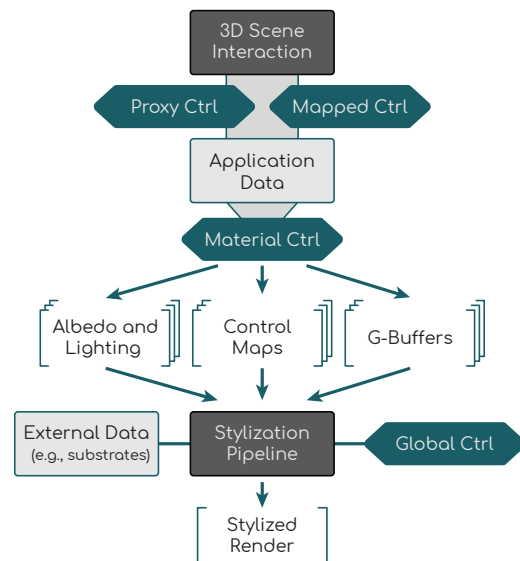 3D Scene
Interaction
Proxy Ctrl
Mapped Ctrl
Application
Data
Material Ctrl
Albedo and
Lighting
Control
Maps
G-Buffers
External Data
(e.g., substrates)
Stylization
Pipeline
Global Ctrl
Stylized
Render